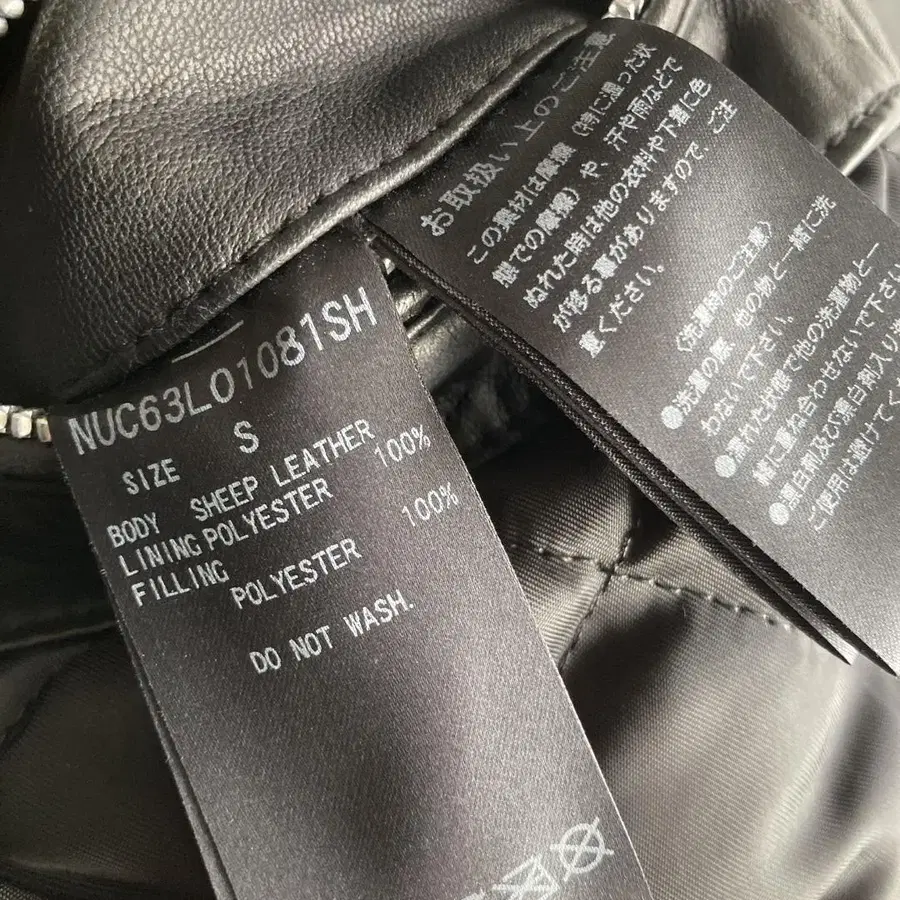 NUC63LO1081SH
SIZE S
BODY SHEEP LEATHER
LINING POLYESTER 100%
FILLING
POLYESTER 100%
DO NOT WASH.
お取扱い上のご注意
この素材は摩擦（特に湿った状
態での摩擦）や、汗や雨などで
ぬれた時は他の衣料や下着に色
が移る事がありますので、ご注
意ください。
〈洗濯時のご注意〉
●洗濯の際、他の物と一緒に洗
わないで下さい。
●濡れた状態で他の洗濯物と一
緒に重ね合わせないで下さい
●漂白剤及び蛍白剤入り洗
ご使用は避けてく